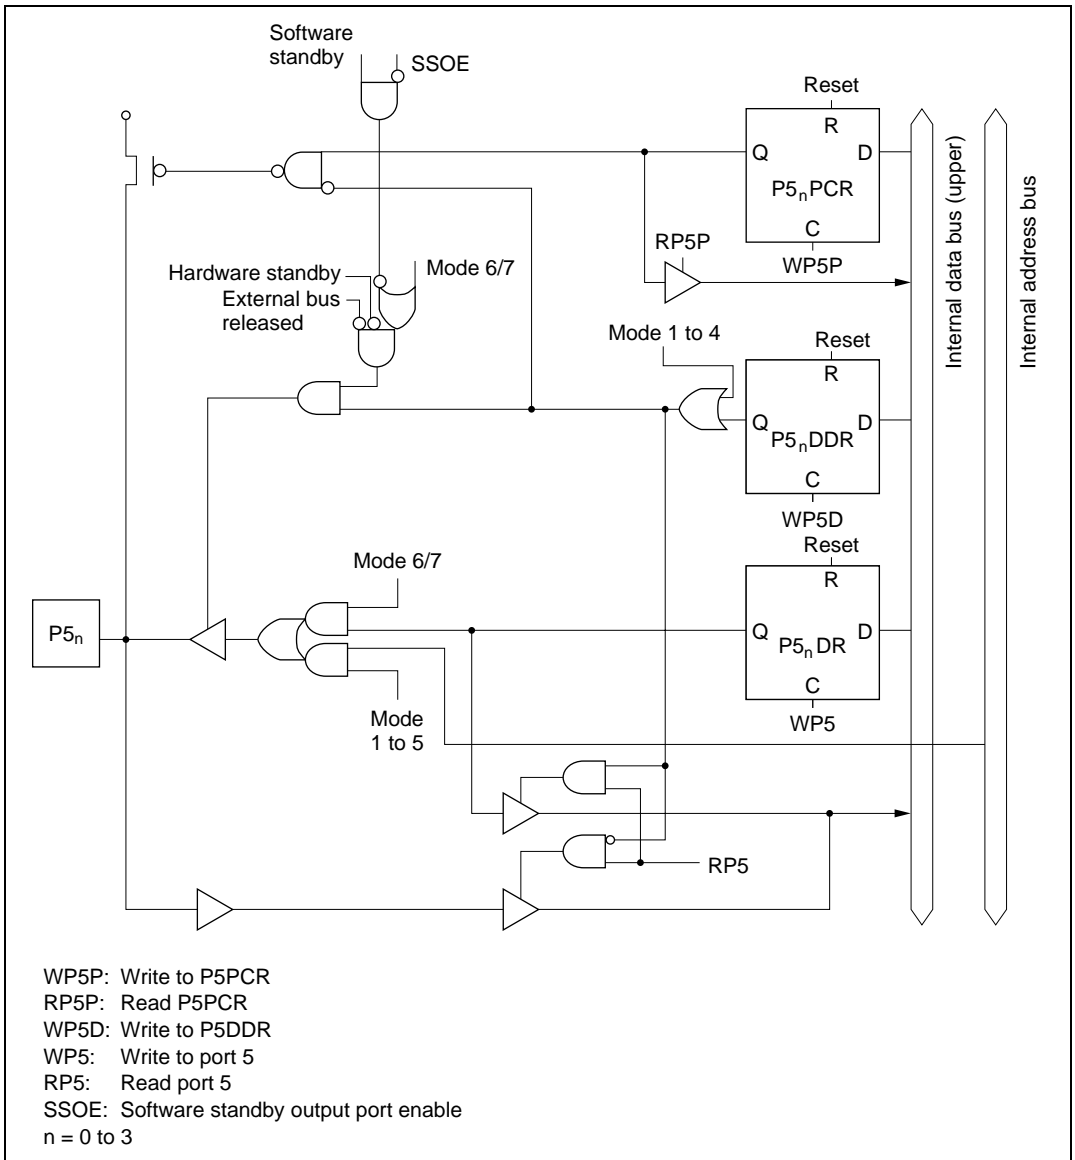 Software
standby
SSOE
Reset
R
Q
D
P5nPCR
C
WP5P
RP5P
Internal data bus (upper)
Internal address bus
Hardware standby
Mode 6/7
External bus
released
Mode 1 to 4
Reset
R
Q
D
P5nDDR
C
WP5D
Reset
R
Mode 6/7
P5n
Q
D
P5nDR
C
WP5
Mode
1 to 5
RP5
WP5P: Write to P5PCR
RP5P: Read P5PCR
WP5D: Write to P5DDR
WP5: Write to port 5
RP5: Read port 5
SSOE: Software standby output port enable
n = 0 to 3